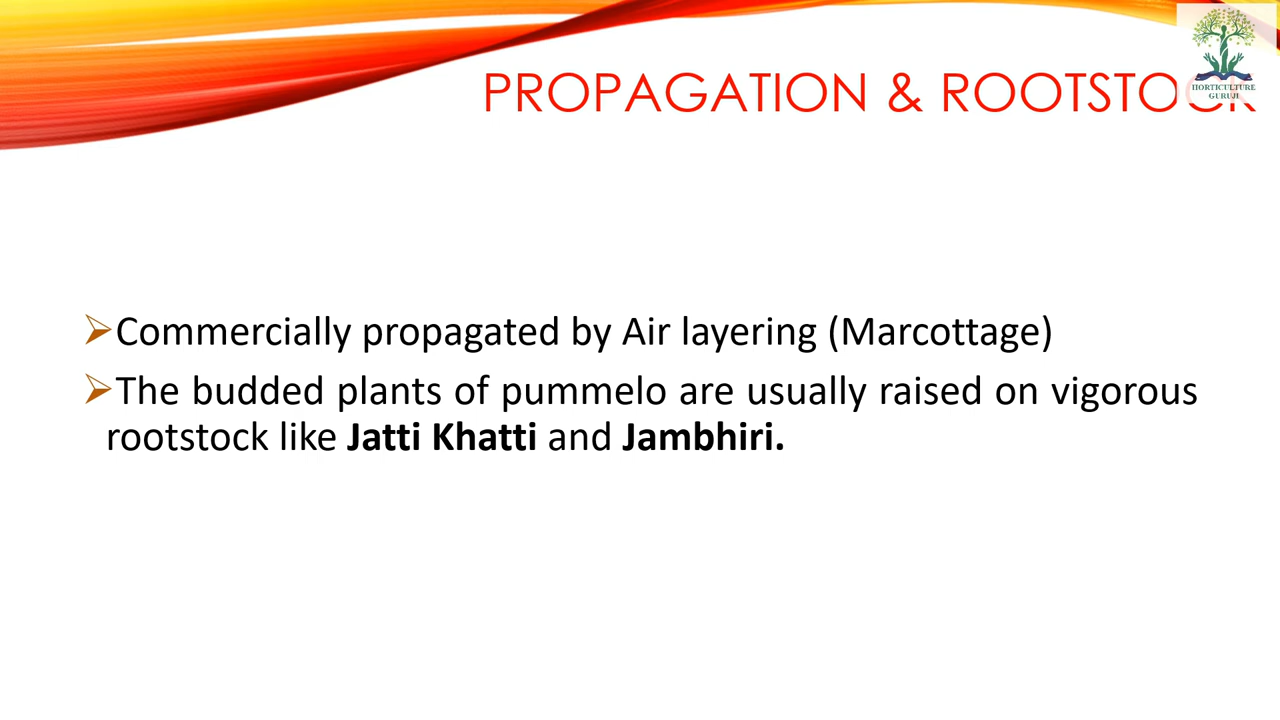 PROPAGATION & ROOTSTOCK
HORTICULTURE
GURUJI
➢Commercially propagated by Air layering (Marcottage)
➢The budded plants of pummelo are usually raised on vigorous
rootstock like Jatti Khatti and Jambhiri.